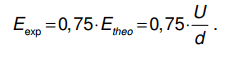 E_exp = 0,75 · E_theo = 0,75 · U/d .